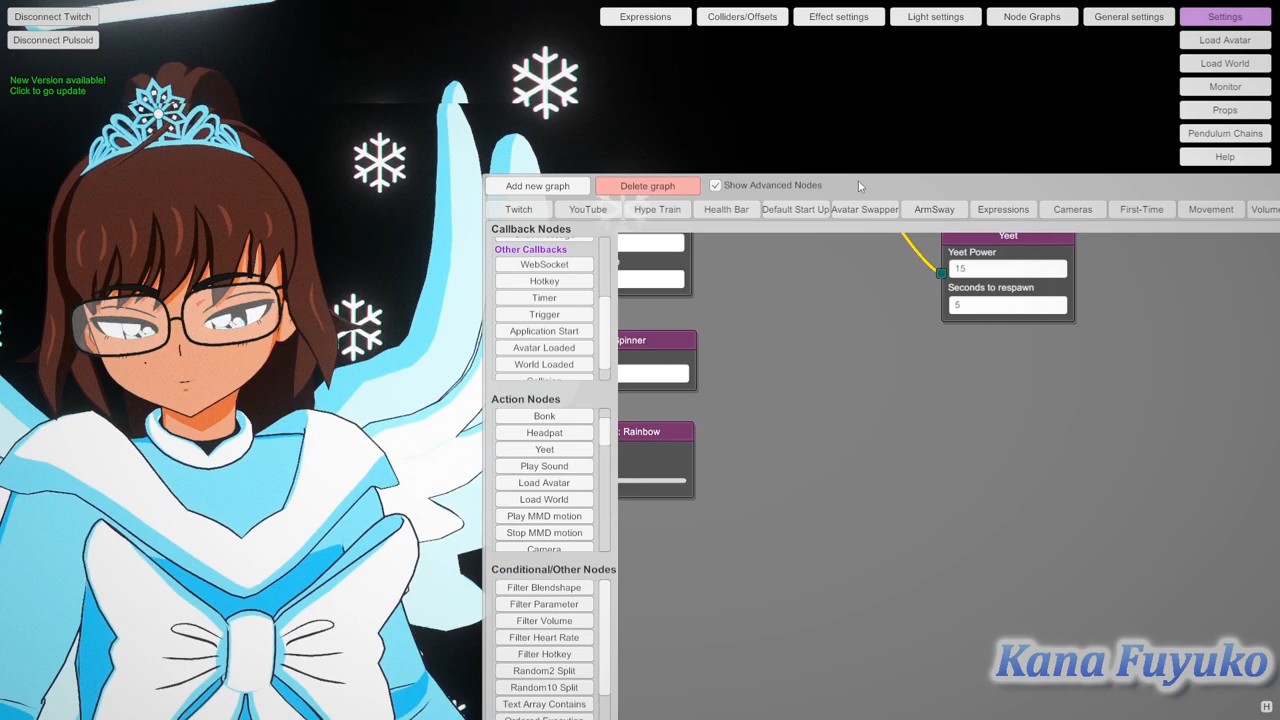 Disconnect Twitch
Disconnect Pulsoid
New Version available!
Click to go update
Expressions
Colliders/Offsets
Effect settings
Light settings
Node Graphs
General settings
Settings
Load Avatar
Load World
Monitor
Props
Pendulum Chains
Help
Add new graph
Delete graph
Show Advanced Nodes
Twitch
YouTube
Hype Train
Health Bar
Default Start Up
Avatar Swapper
ArmSway
Expressions
Cameras
First-Time
Movement
Volum
Callback Nodes
Other Callbacks
WebSocket
Hotkey
Timer
Trigger
Application Start
Avatar Loaded
World Loaded
Action Nodes
Bonk
Headpat
Yeet
Play Sound
Load Avatar
Load World
Play MMD motion
Stop MMD motion
Camera
Conditional/Other Nodes
Filter Blendshape
Filter Parameter
Filter Volume
Filter Heart Rate
Filter Hotkey
Random2 Split
Random10 Split
Text Array Contains
Spinner
: Rainbow
Yeet
Yeet Power
15
Seconds to respawn
5
Kana Fuyuko
H